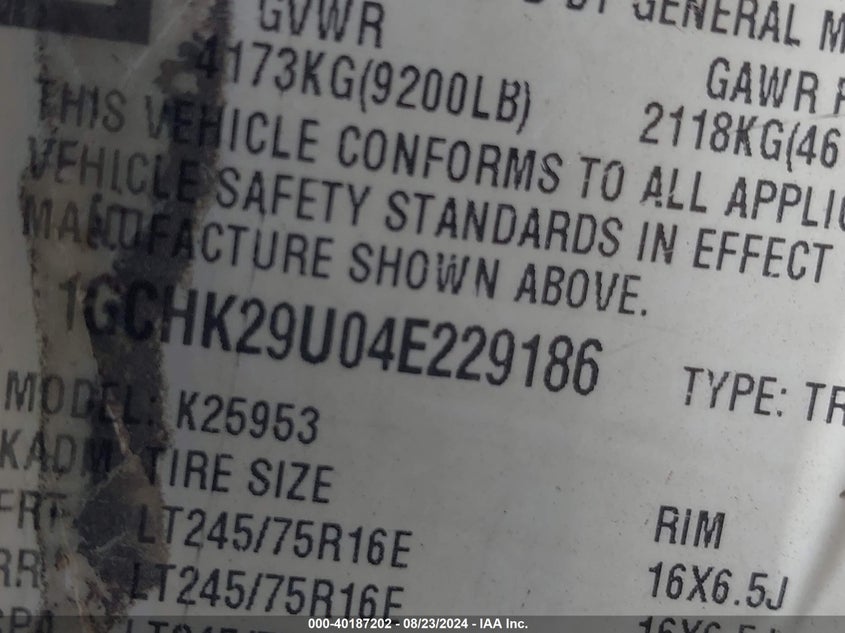 BY GENERAL M
GVWR
4173KG(9200LB)
GAWR
2118KG(46
THIS VEHICLE CONFORMS TO ALL APPLIC
VEHICLE SAFETY STANDARDS IN EFFECT
MANUFACTURE SHOWN ABOVE.
1GCHK29U04E229186
TYPE: TR
MODEL: K25953
TIRE SIZE
RIM
FRT LT245/75R16E
16X6.5J
RR LT245/75R16E
000-40187202 - 08/23/2024 - IAA Inc.